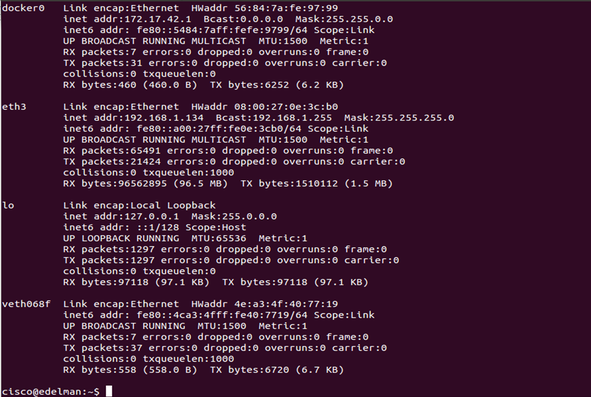 docker0 Link encap:Ethernet HWaddr 56:84:7a:fe:97:99
inet addr:172.17.42.1 Bcast:0.0.0.0 Mask:255.255.0.0
inet6 addr: fe80::5484:7aff:fefe:9799/64 Scope:Link
UP BROADCAST RUNNING MULTICAST MTU:1500 Metric:1
RX packets:7 errors:0 dropped:0 overruns:0 frame:0
TX packets:31 errors:0 dropped:0 overruns:0 carrier:0
collisions:0 txqueuelen:0
RX bytes:460 (460.0 B) TX bytes:6252 (6.2 KB)
eth3 Link encap:Ethernet HWaddr 08:00:27:0e:3c:b0
inet addr:192.168.1.134 Bcast:192.168.1.255 Mask:255.255.255.0
inet6 addr: fe80::a00:27ff:fe0e:3cb0/64 Scope:Link
UP BROADCAST RUNNING MULTICAST MTU:1500 Metric:1
RX packets:65491 errors:0 dropped:0 overruns:0 frame:0
TX packets:21424 errors:0 dropped:0 overruns:0 carrier:0
collisions:0 txqueuelen:1000
RX bytes:96562895 (96.5 MB) TX bytes:1510112 (1.5 MB)
lo Link encap:Local Loopback
inet addr:127.0.0.1 Mask:255.0.0.0
inet6 addr: ::1/128 Scope:Host
UP LOOPBACK RUNNING MTU:65536 Metric:1
RX packets:1297 errors:0 dropped:0 overruns:0 frame:0
TX packets:1297 errors:0 dropped:0 overruns:0 carrier:0
collisions:0 txqueuelen:0
RX bytes:97118 (97.1 KB) TX bytes:97118 (97.1 KB)
veth068f Link encap:Ethernet HWaddr 4e:a3:4f:40:77:19
inet6 addr: fe80::4ca3:4fff:fe40:7719/64 Scope:Link
UP BROADCAST RUNNING MTU:1500 Metric:1
RX packets:7 errors:0 dropped:0 overruns:0 frame:0
TX packets:37 errors:0 dropped:0 overruns:0 carrier:0
collisions:0 txqueuelen:1000
RX bytes:558 (558.0 B) TX bytes:6720 (6.7 KB)
cisco@edelman:~$